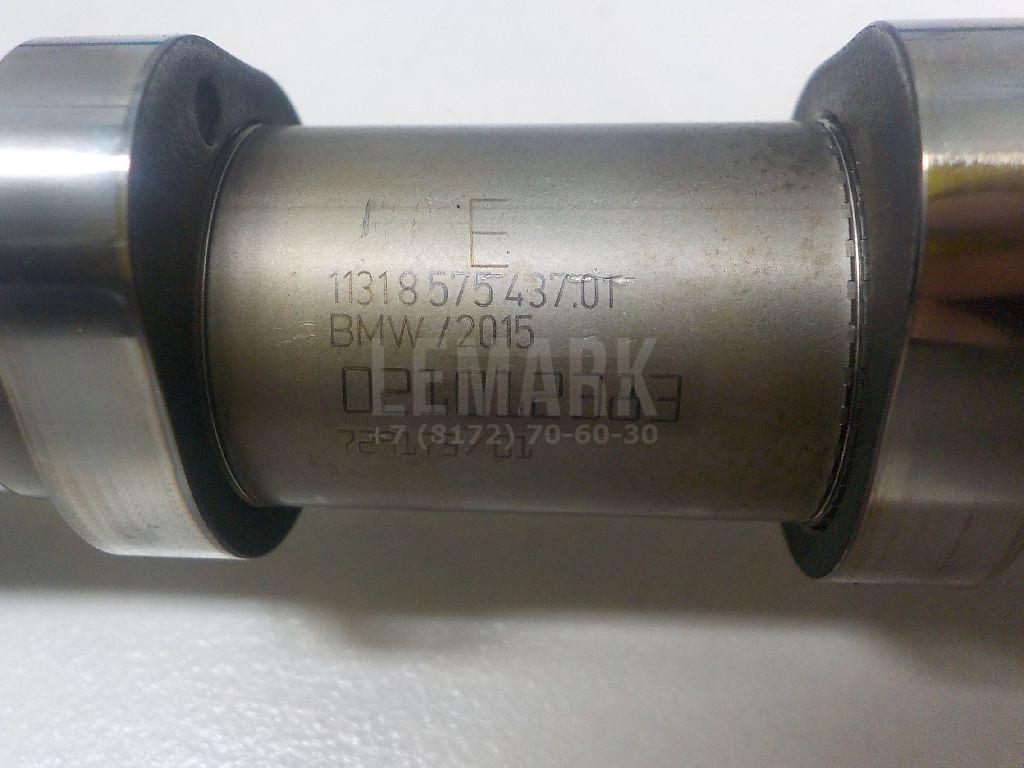 E
11318 575 437.01
BMW / 2015
LEMARK
+7 (8172) 70-60-30